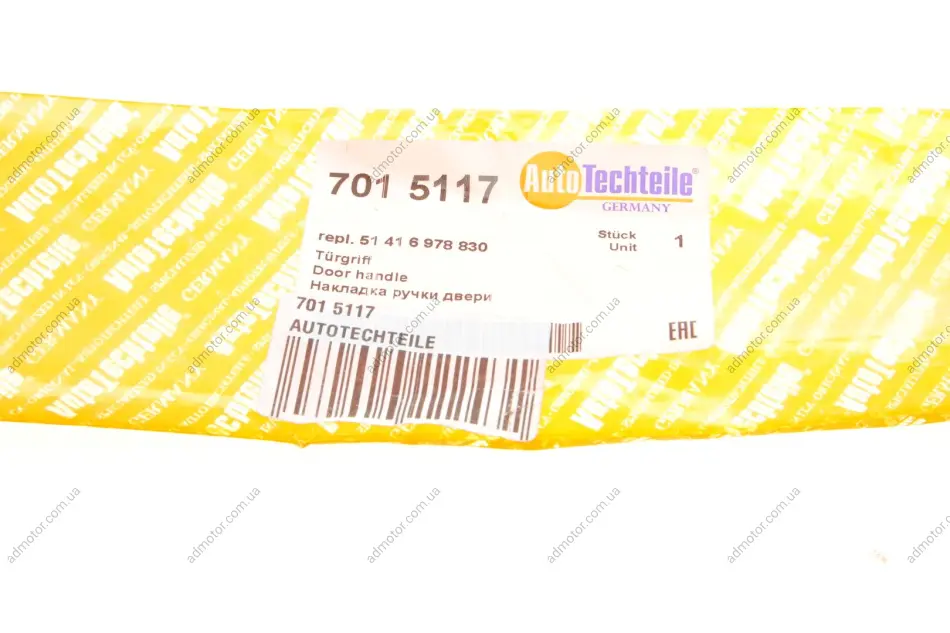 701 5117
AutoTechteile®
GERMANY
repl. 51 41 6 978 830
Stück
Unit
1
Türgriff
Door handle
Накладка ручки двери
EAC
701 5117
AUTOTECHTEILE
admotor.com.ua